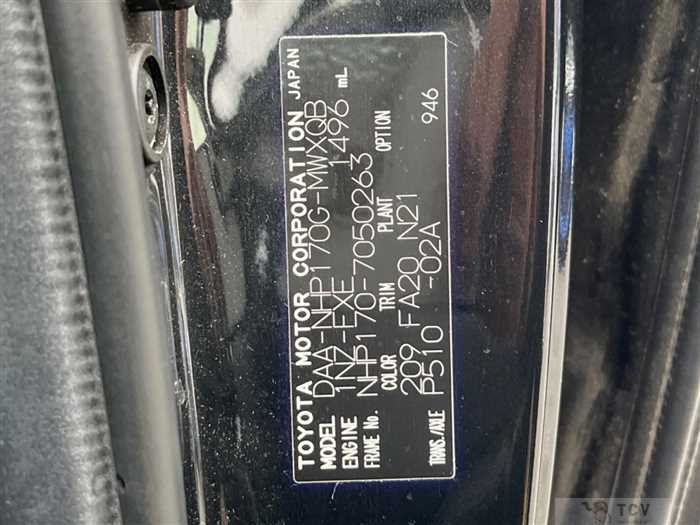 TOYOTA MOTOR CORPORATION JAPAN
MODEL DAA-NHP170G-MWXQB
ENGINE 1NZ-EXE 1496 mL
FRAME No. NHP170-7050263
COLOR TRIM PLANT OPTION
209 FA20 N21 946
TRANS./AXLE P510 -02A
TCV